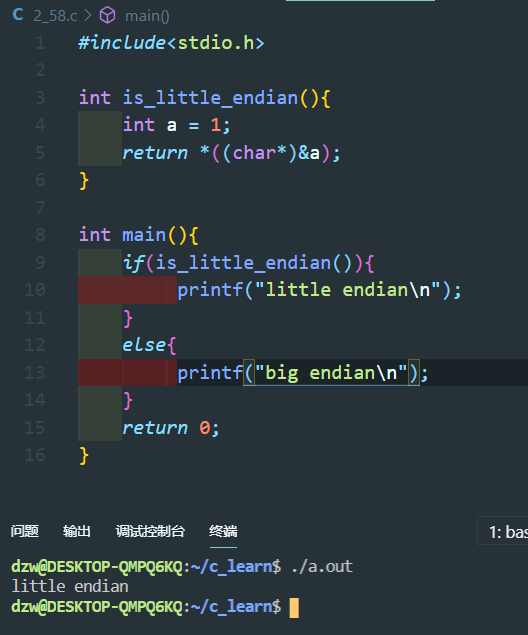 C 2_58.c > main()
1 #include<stdio.h>
2
3 int is_little_endian(){
4 int a = 1;
5 return *((char*)&a);
6 }
7
8 int main(){
9 if(is_little_endian()){
10 printf("little endian\n");
11 }
12 else{
13 printf("big endian\n");
14 }
15 return 0;
16 }
问题 输出 调试控制台 终端 1: bas
dzw@DESKTOP-QMPQ6KQ:~/c_learn$ ./a.out
little endian
dzw@DESKTOP-QMPQ6KQ:~/c_learn$